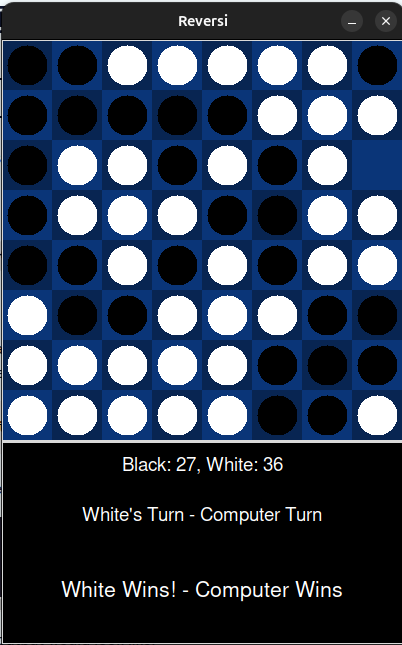 Reversi
Black: 27, White: 36
White's Turn - Computer Turn
White Wins! - Computer Wins